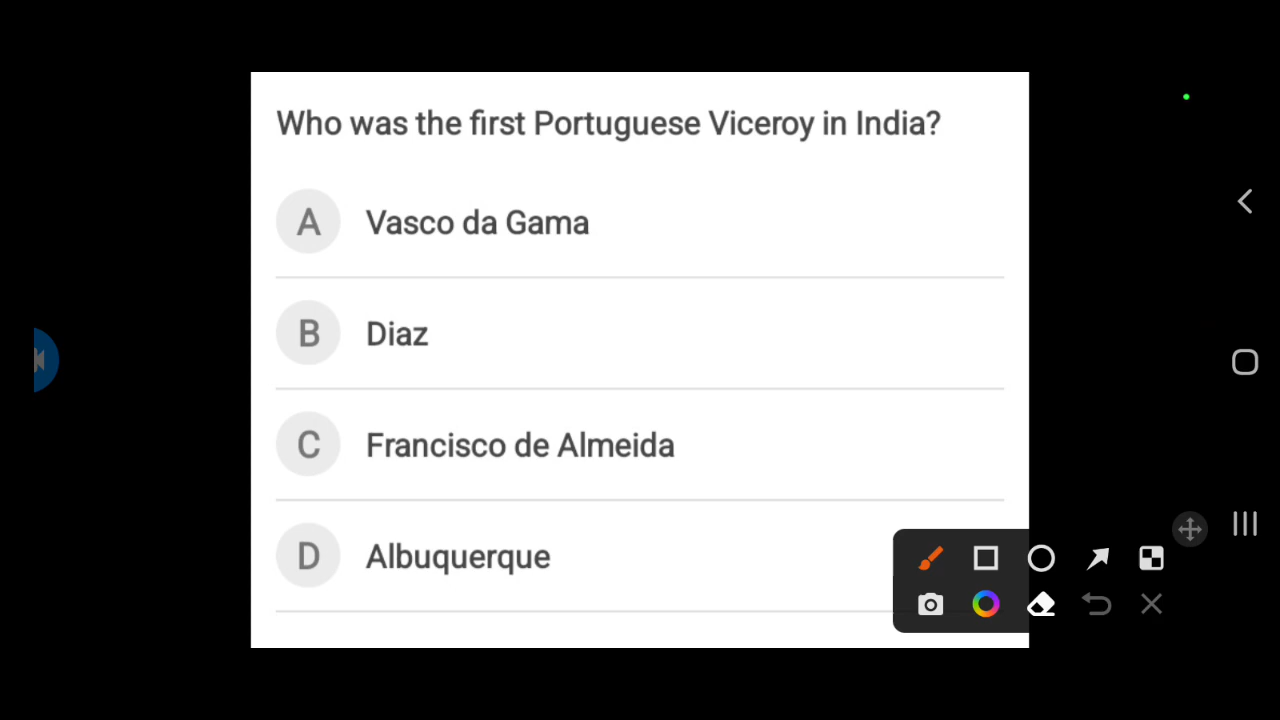 Who was the first Portuguese Viceroy in India?
A Vasco da Gama
B Diaz
C Francisco de Almeida
D Albuquerque